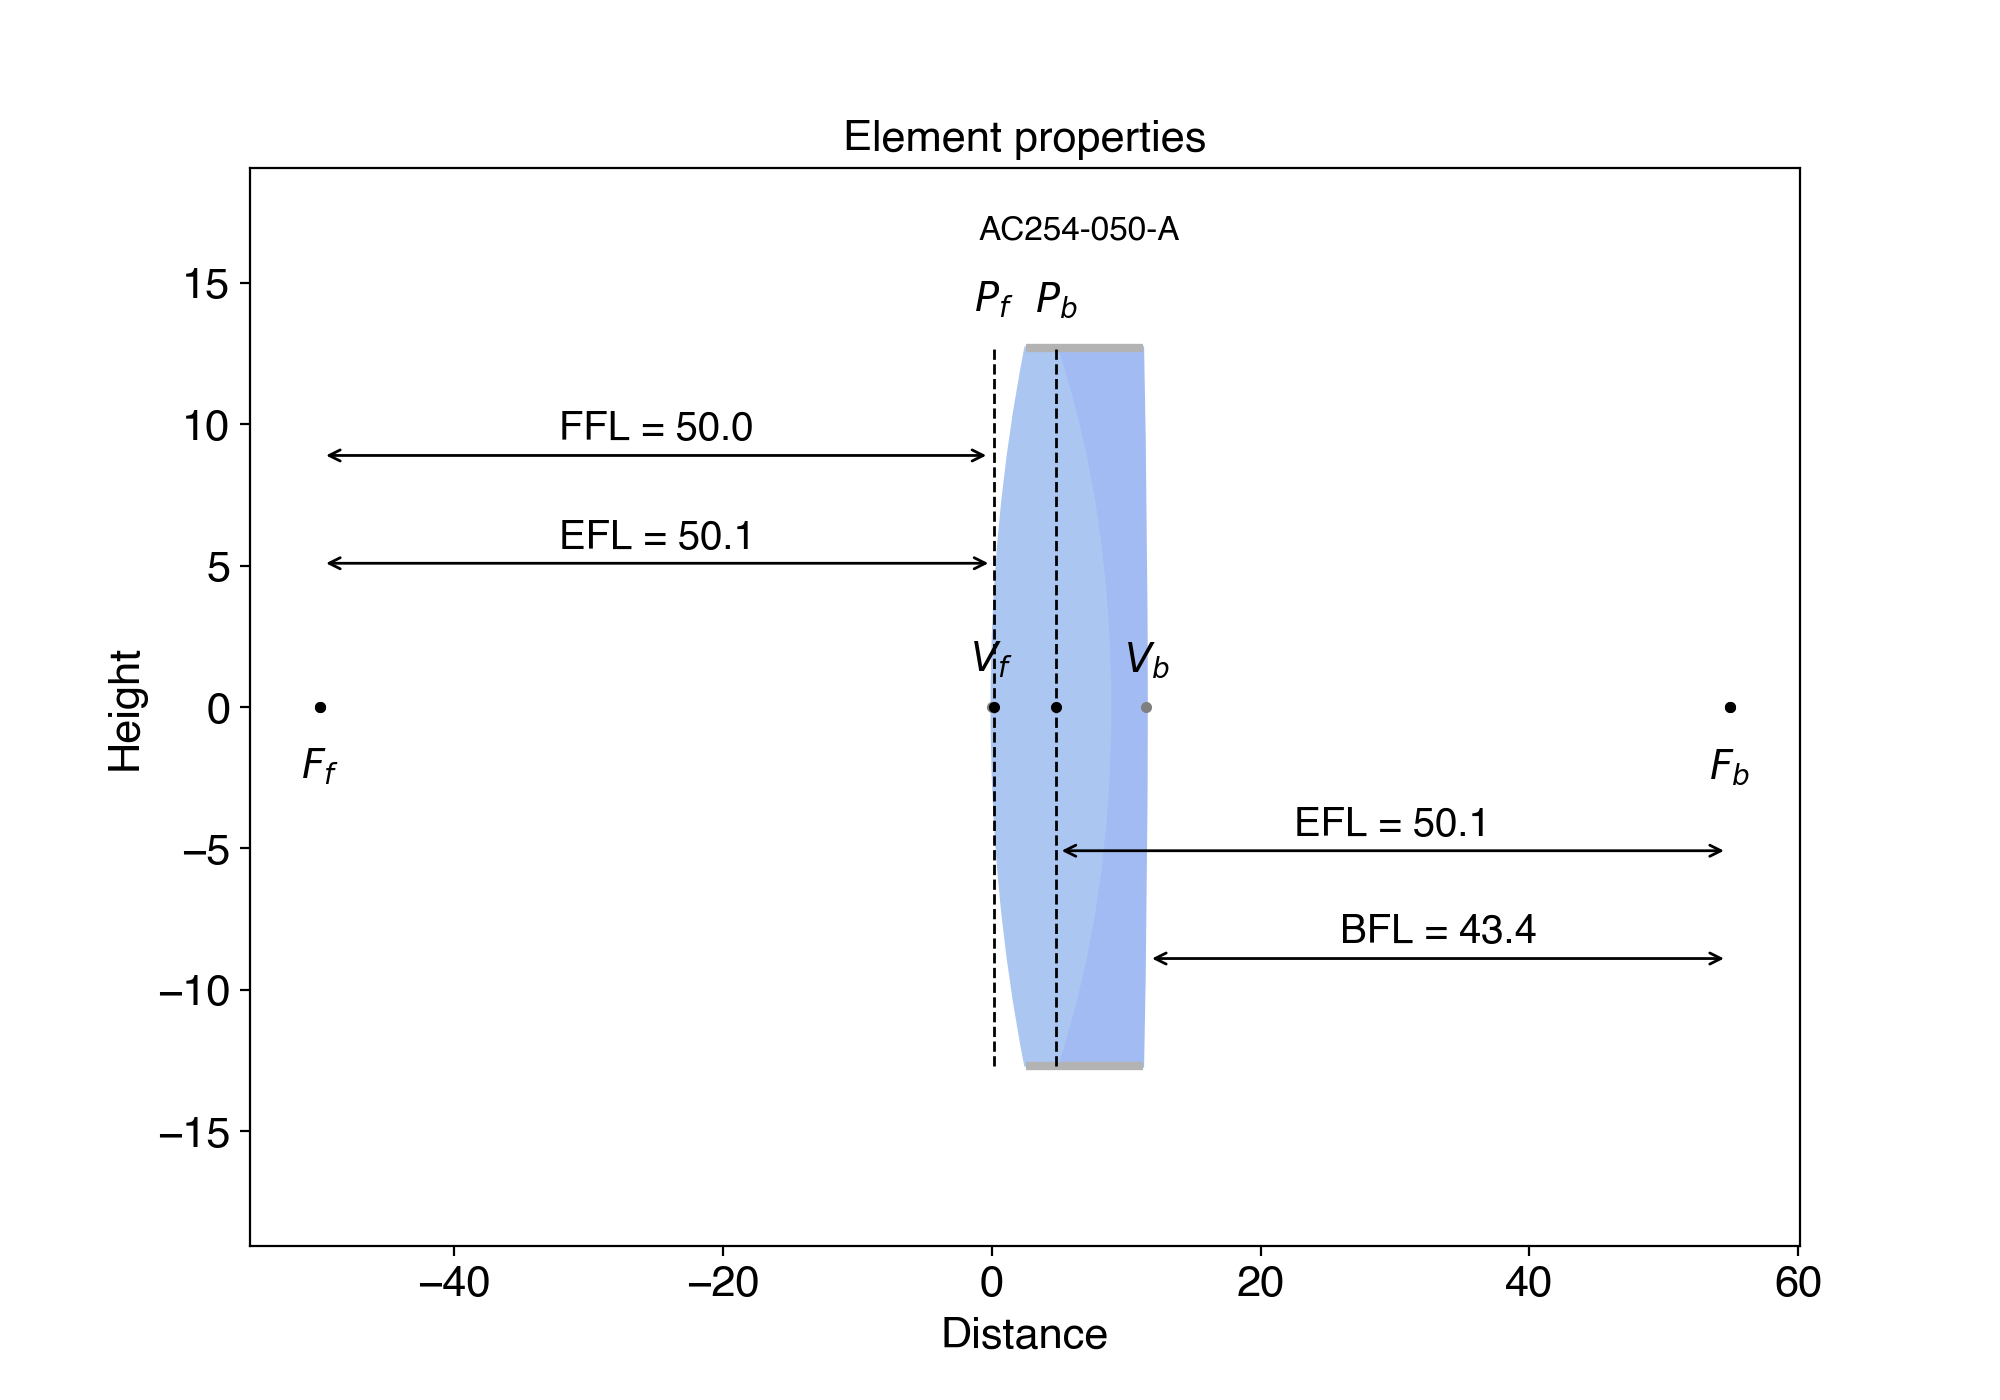 Element properties
AC254-050-A
P_f P_b
15
10
5
0
−5
−10
−15
Height
FFL = 50.0
EFL = 50.1
V_f V_b
F_f F_b
EFL = 50.1
BFL = 43.4
−40 −20 0 20 40 60
Distance